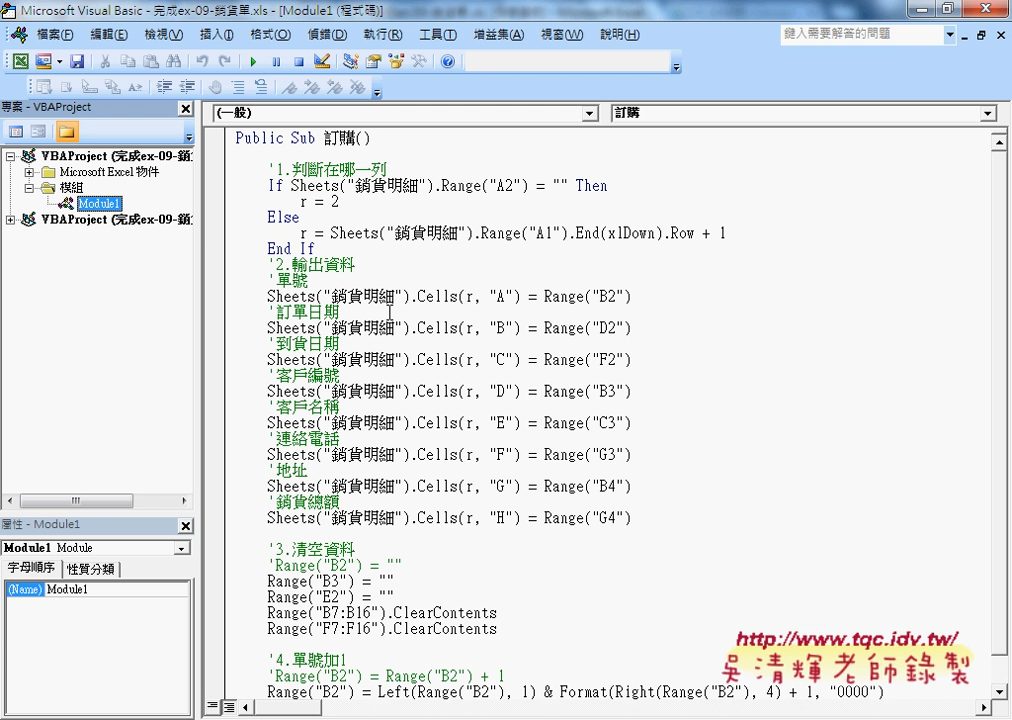 Microsoft Visual Basic - 完成ex-09-銷貨單.xls - [Module1 (程式碼)]
檔案(F) 編輯(E) 檢視(V) 插入(I) 格式(O) 偵錯(D) 執行(R) 工具(T) 增益集(A) 視窗(W) 說明(H) 鍵入需要解答的問題
專案 - VBAProject
(一般) 訂購
VBAProject (完成ex-09-銷
Microsoft Excel 物件
模組
Module1
VBAProject (完成ex-09-銷
屬性 - Module1
Module1 Module
字母順序 性質分類
(Name) Module1
Public Sub 訂購()
'1.判斷在哪一列
If Sheets("銷貨明細").Range("A2") = "" Then
r = 2
Else
r = Sheets("銷貨明細").Range("A1").End(xlDown).Row + 1
End If
'2.輸出資料
'單號
Sheets("銷貨明細").Cells(r, "A") = Range("B2")
'訂單日期
Sheets("銷貨明細").Cells(r, "B") = Range("D2")
'到貨日期
Sheets("銷貨明細").Cells(r, "C") = Range("F2")
'客戶編號
Sheets("銷貨明細").Cells(r, "D") = Range("B3")
'客戶名稱
Sheets("銷貨明細").Cells(r, "E") = Range("C3")
'連絡電話
Sheets("銷貨明細").Cells(r, "F") = Range("G3")
'地址
Sheets("銷貨明細").Cells(r, "G") = Range("B4")
'銷貨總額
Sheets("銷貨明細").Cells(r, "H") = Range("G4")
'3.清空資料
'Range("B2") = ""
Range("B3") = ""
Range("E2") = ""
Range("B7:B16").ClearContents
Range("F7:F16").ClearContents
'4.單號加1
'Range("B2") = Range("B2") + 1
Range("B2") = Left(Range("B2"), 1) & Format(Right(Range("B2"), 4) + 1, "0000")
http://www.tqc.idv.tw/
吳清輝老師錄製